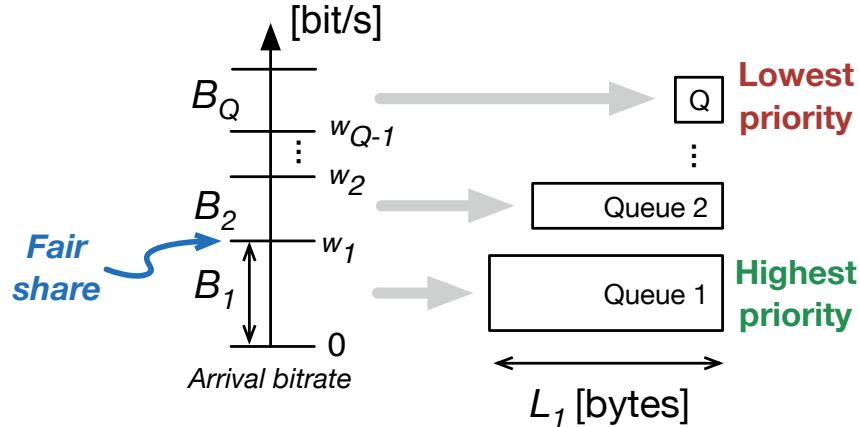 [bit/s]
B_Q
w_{Q-1}
⋮
w_2
B_2
w_1
Fair
share
B_1
0
Arrival bitrate
Q
Lowest
priority
⋮
Queue 2
Queue 1
Highest
priority
L_1 [bytes]